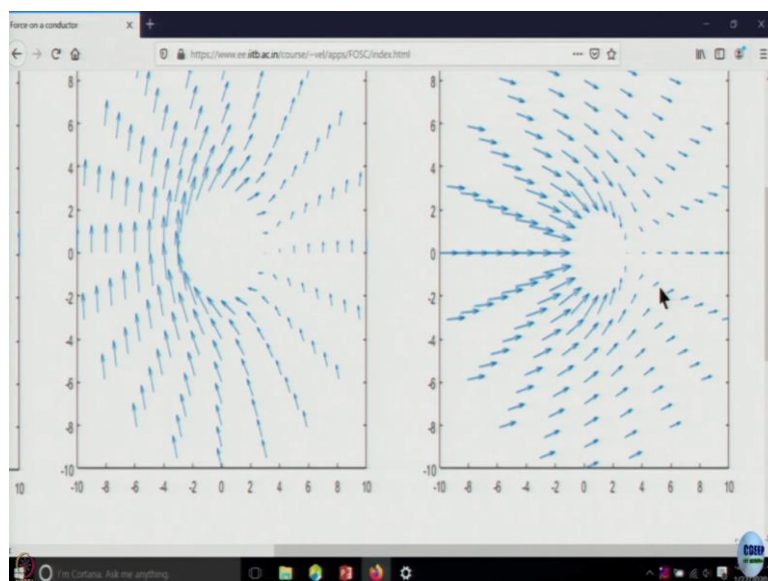 Force on a conductor
https://www.ee.iitb.ac.in/course/~vel/apps/FOSC/index.html
8 8
6 6
4 4
2 2
0 0
-2 -2
-4 -4
-6 -6
-8 -8
-10 -10
10 -10 -8 -6 -4 -2 0 2 4 6 8 10 -10 -8 -6 -4 -2 0 2 4 6 8 10
I'm Cortana. Ask me anything.
CDEEP